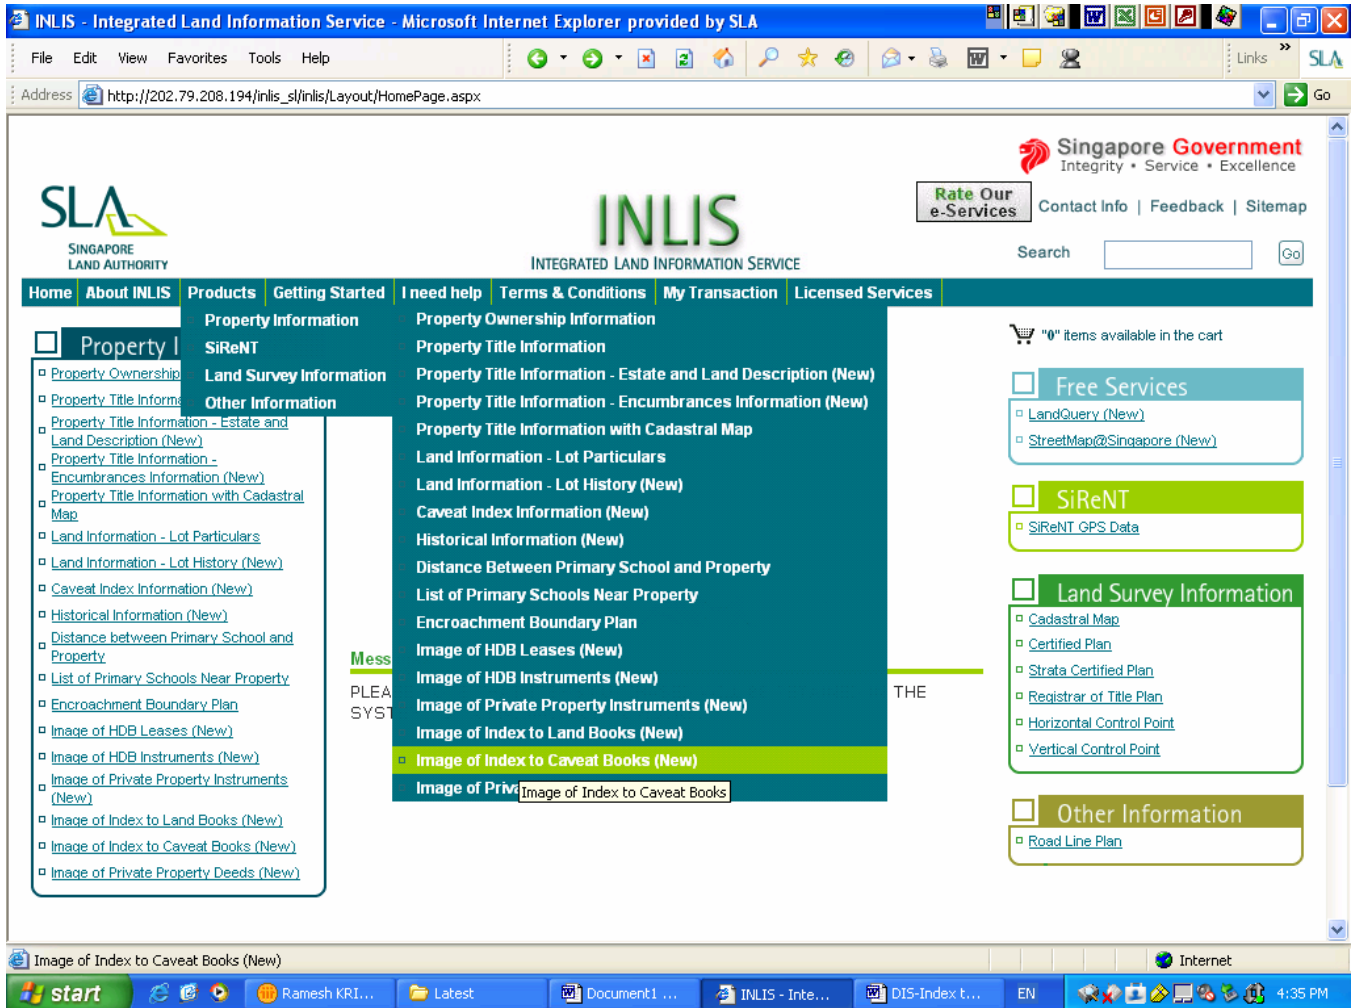 INLIS - Integrated Land Information Service - Microsoft Internet Explorer provided by SLA
File Edit View Favorites Tools Help
Links » SLA
Address http://202.79.208.194/inlis_sl/inlis/Layout/HomePage.aspx Go
Singapore Government
Integrity • Service • Excellence
SLA
SINGAPORE
LAND AUTHORITY
INLIS
INTEGRATED LAND INFORMATION SERVICE
Rate Our
e-Services
Contact Info | Feedback | Sitemap
Search Go
Home About INLIS Products Getting Started I need help Terms & Conditions My Transaction Licensed Services
Property Information
SiReNT
Land Survey Information
Other Information
Property Ownership Information
Property Title Information
Property Title Information - Estate and Land Description (New)
Property Title Information - Encumbrances Information (New)
Property Title Information with Cadastral Map
Land Information - Lot Particulars
Land Information - Lot History (New)
Caveat Index Information (New)
Historical Information (New)
Distance Between Primary School and Property
List of Primary Schools Near Property
Encroachment Boundary Plan
Image of HDB Leases (New)
Image of HDB Instruments (New)
Image of Private Property Instruments (New)
Image of Index to Land Books (New)
Image of Index to Caveat Books (New)
Image of Priva
Image of Index to Caveat Books
Property I
Property Ownership
Property Title Informa
Property Title Information - Estate and
Land Description (New)
Property Title Information -
Encumbrances Information (New)
Property Title Information with Cadastral
Map
Land Information - Lot Particulars
Land Information - Lot History (New)
Caveat Index Information (New)
Historical Information (New)
Distance between Primary School and
Property
List of Primary Schools Near Property
Encroachment Boundary Plan
Image of HDB Leases (New)
Image of HDB Instruments (New)
Image of Private Property Instruments
(New)
Image of Index to Land Books (New)
Image of Index to Caveat Books (New)
Image of Private Property Deeds (New)
Mess
PLEA THE
SYST
"0" items available in the cart
Free Services
LandQuery (New)
StreetMap@Singapore (New)
SiReNT
SiReNT GPS Data
Land Survey Information
Cadastral Map
Certified Plan
Strata Certified Plan
Registrar of Title Plan
Horizontal Control Point
Vertical Control Point
Other Information
Road Line Plan
Image of Index to Caveat Books (New) Internet
start Ramesh KRI... Latest Document1 ... INLIS - Inte... DIS-Index t... EN 4:35 PM